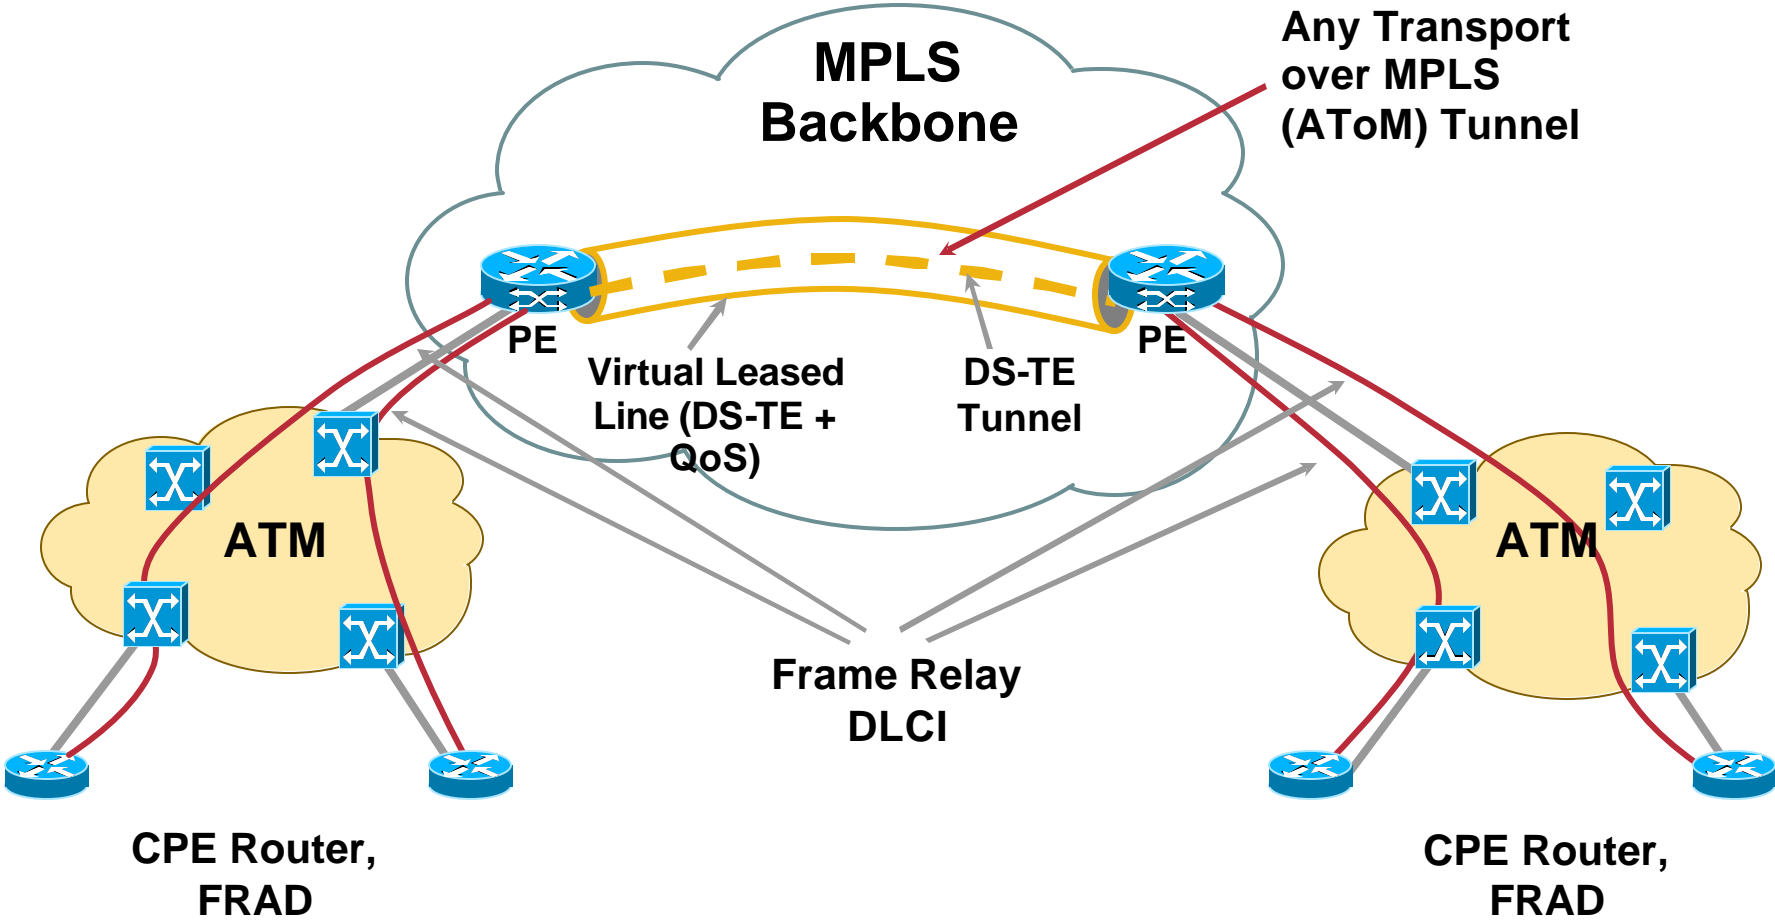 MPLS
Backbone
Any Transport
over MPLS
(AToM) Tunnel
PE
PE
Virtual Leased
Line (DS-TE +
QoS)
DS-TE
Tunnel
ATM
ATM
Frame Relay
DLCI
CPE Router,
FRAD
CPE Router,
FRAD